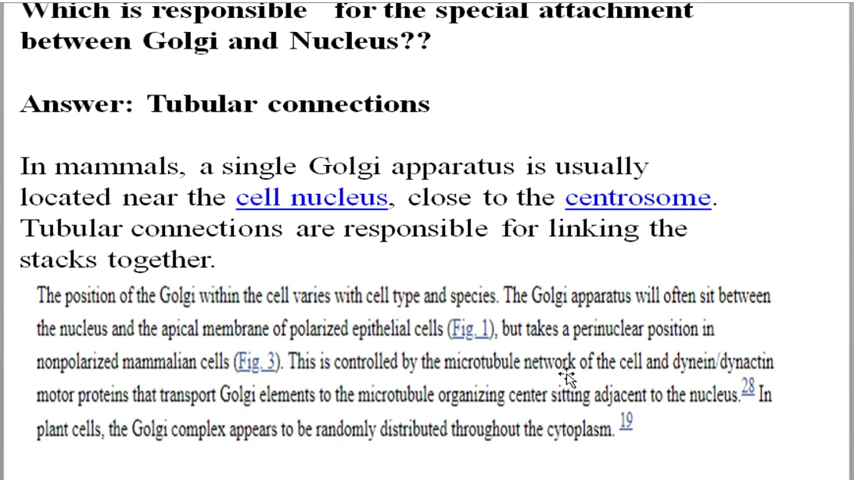 Which is responsible for the special attachment
between Golgi and Nucleus??
Answer: Tubular connections
In mammals, a single Golgi apparatus is usually
located near the cell nucleus, close to the centrosome.
Tubular connections are responsible for linking the
stacks together.
The position of the Golgi within the cell varies with cell type and species. The Golgi apparatus will often sit between
the nucleus and the apical membrane of polarized epithelial cells (Fig. 1), but takes a perinuclear position in
nonpolarized mammalian cells (Fig. 3). This is controlled by the microtubule network of the cell and dynein/dynactin
motor proteins that transport Golgi elements to the microtubule organizing center sitting adjacent to the nucleus.28 In
plant cells, the Golgi complex appears to be randomly distributed throughout the cytoplasm. 19